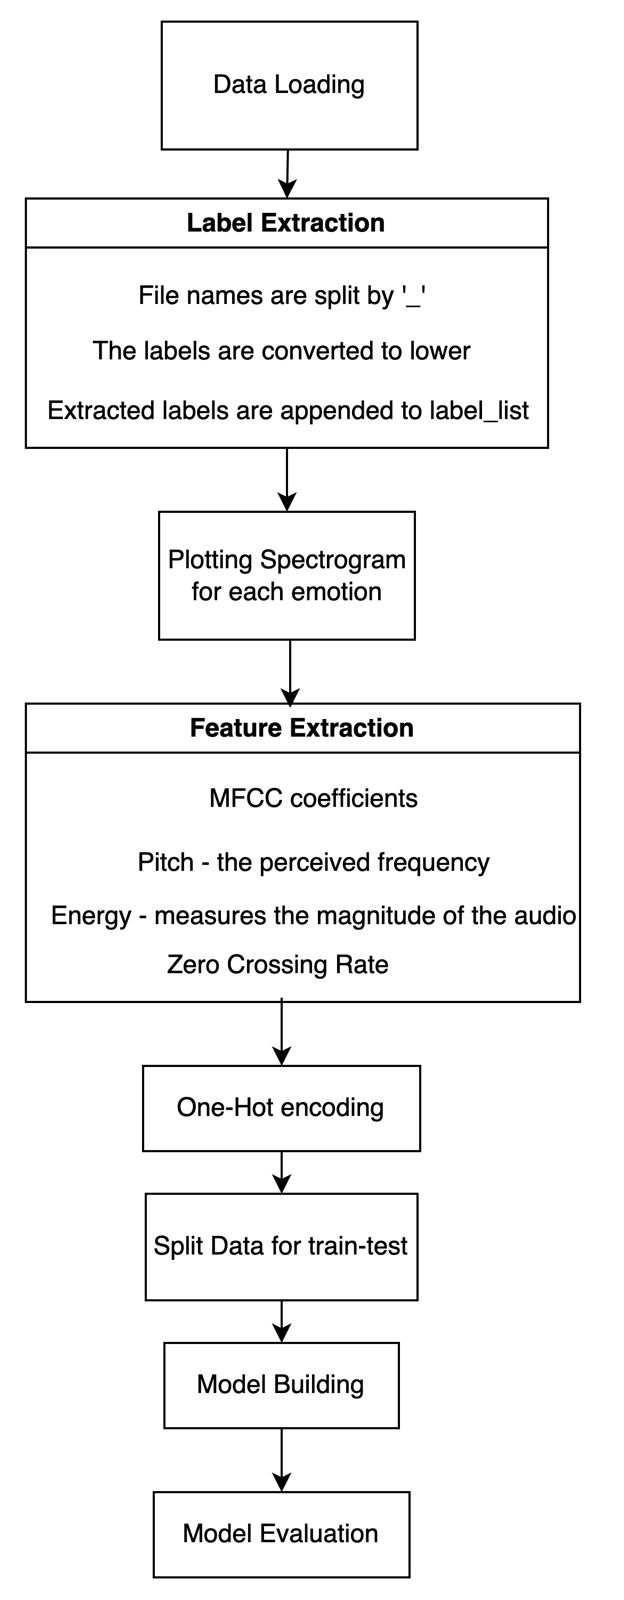 Data Loading
Label Extraction
File names are split by '_'
The labels are converted to lower
Extracted labels are appended to label_list
Plotting Spectrogram
for each emotion
Feature Extraction
MFCC coefficients
Pitch - the perceived frequency
Energy - measures the magnitude of the audio
Zero Crossing Rate
One-Hot encoding
Split Data for train-test
Model Building
Model Evaluation